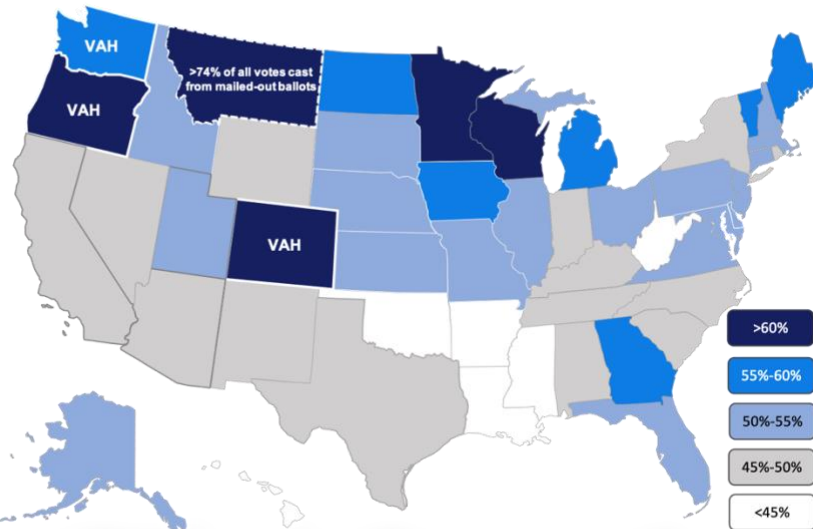 VAH
VAH
>74% of all votes cast
from mailed-out ballots
VAH
>60%
55%-60%
50%-55%
45%-50%
<45%